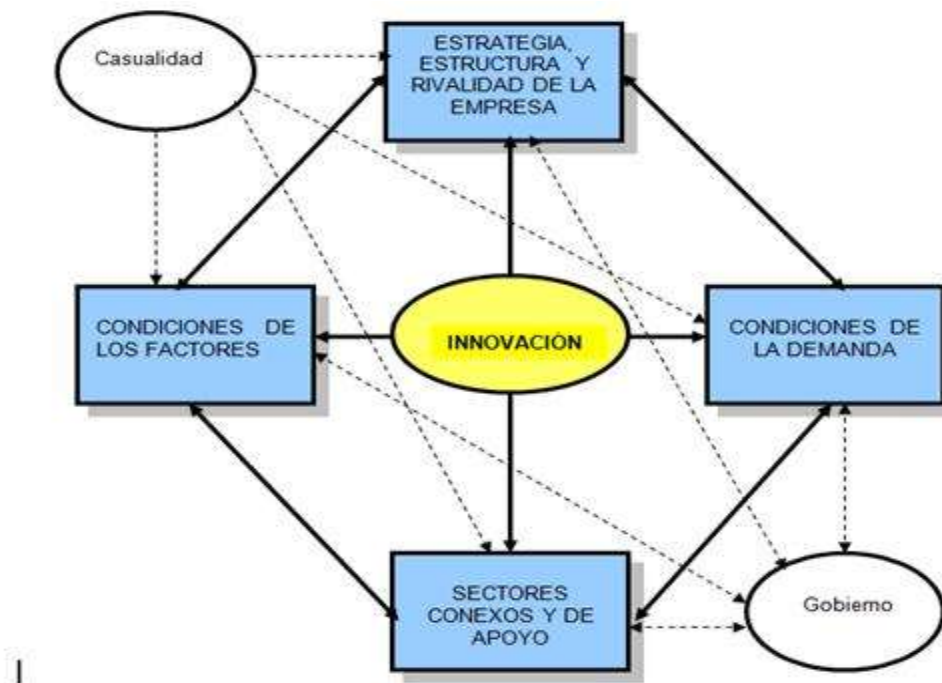 Casualidad
ESTRATEGIA,
ESTRUCTURA Y
RIVALIDAD DE LA
EMPRESA
CONDICIONES DE
LOS FACTORES
INNOVACIÓN
CONDICIONES DE
LA DEMANDA
SECTORES
CONEXOS Y DE
APOYO
Gobierno